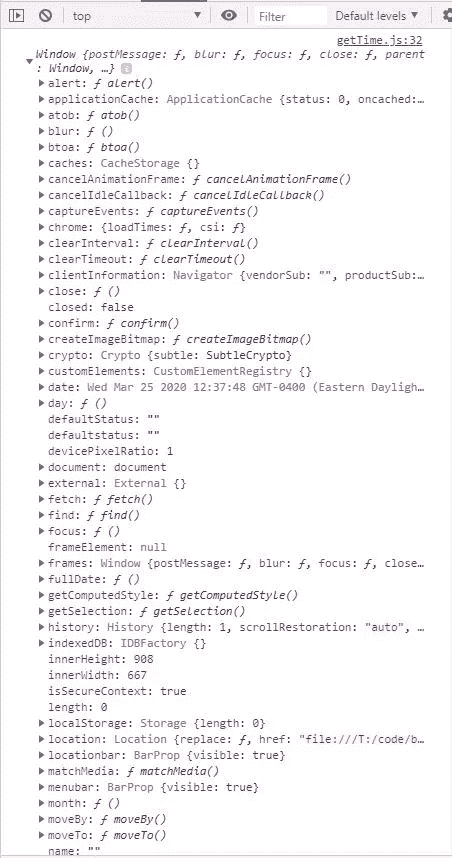 top
Filter
Default levels
getTime.js:32
Window {postMessage: ƒ, blur: ƒ, focus: ƒ, close: ƒ, parent
: Window, …}
alert: ƒ alert()
applicationCache: ApplicationCache {status: 0, oncached:…
atob: ƒ atob()
blur: ƒ ()
btoa: ƒ btoa()
caches: CacheStorage {}
cancelAnimationFrame: ƒ cancelAnimationFrame()
cancelIdleCallback: ƒ cancelIdleCallback()
captureEvents: ƒ captureEvents()
chrome: {loadTimes: ƒ, csi: ƒ}
clearInterval: ƒ clearInterval()
clearTimeout: ƒ clearTimeout()
clientInformation: Navigator {vendorSub: "", productSub:…
close: ƒ ()
closed: false
confirm: ƒ confirm()
createImageBitmap: ƒ createImageBitmap()
crypto: Crypto {subtle: SubtleCrypto}
customElements: CustomElementRegistry {}
date: Wed Mar 25 2020 12:37:48 GMT-0400 (Eastern Dayligh…
day: ƒ ()
defaultStatus: ""
defaultstatus: ""
devicePixelRatio: 1
document: document
external: External {}
fetch: ƒ fetch()
find: ƒ find()
focus: ƒ ()
frameElement: null
frames: Window {postMessage: ƒ, blur: ƒ, focus: ƒ, close…
fullDate: ƒ ()
getComputedStyle: ƒ getComputedStyle()
getSelection: ƒ getSelection()
history: History {length: 1, scrollRestoration: "auto", …
indexedDB: IDBFactory {}
innerHeight: 908
innerWidth: 667
isSecureContext: true
length: 0
localStorage: Storage {length: 0}
location: Location {replace: ƒ, href: "file:///T:/code/b…
locationbar: BarProp {visible: true}
matchMedia: ƒ matchMedia()
menubar: BarProp {visible: true}
month: ƒ ()
moveBy: ƒ moveBy()
moveTo: ƒ moveTo()
name: ""